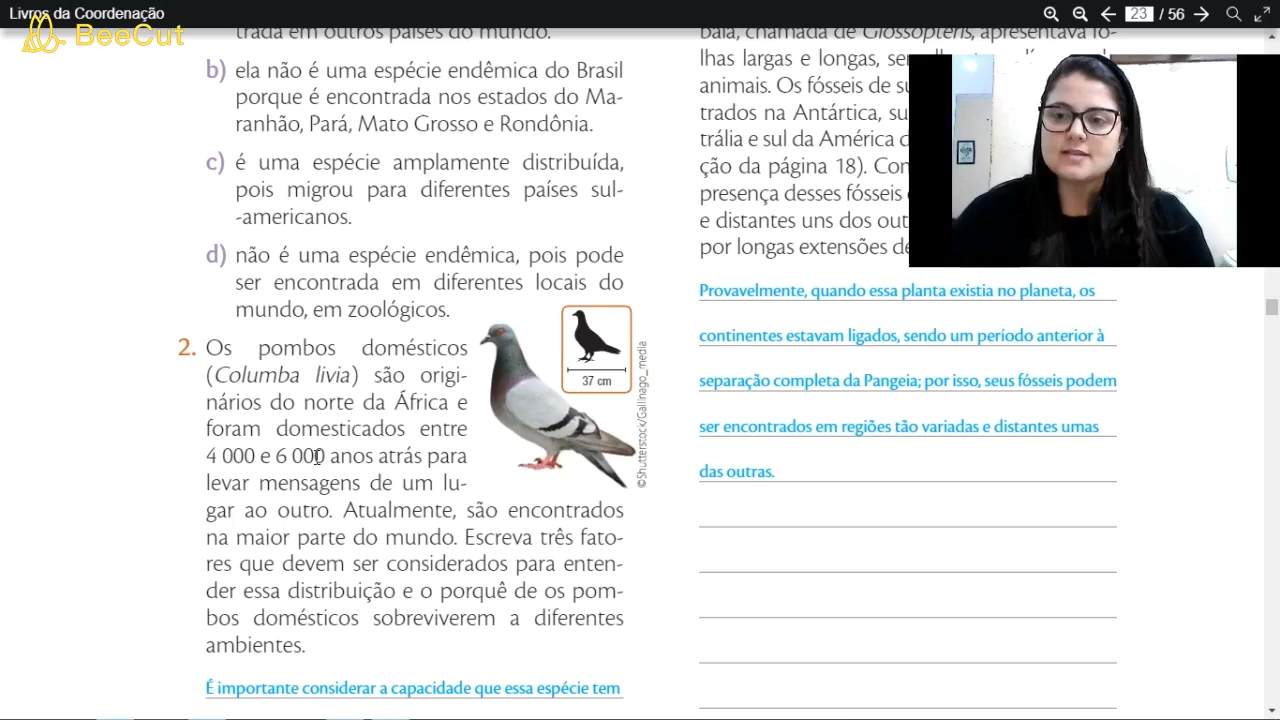 Livros da Coordenação
23 / 56
BeeCut
trada em outros países do mundo.
b) ela não é uma espécie endêmica do Brasil
porque é encontrada nos estados do Ma-
ranhão, Pará, Mato Grosso e Rondônia.
c) é uma espécie amplamente distribuída,
pois migrou para diferentes países sul-
-americanos.
d) não é uma espécie endêmica, pois pode
ser encontrada em diferentes locais do
mundo, em zoológicos.
2. Os pombos domésticos
(Columba livia) são origi-
nários do norte da África e
foram domesticados entre
4 000 e 6 000 anos atrás para
levar mensagens de um lu-
gar ao outro. Atualmente, são encontrados
na maior parte do mundo. Escreva três fato-
res que devem ser considerados para enten-
der essa distribuição e o porquê de os pom-
bos domésticos sobreviverem a diferentes
ambientes.
37 cm
©Shutterstock/Gallinago_media
É importante considerar a capacidade que essa espécie tem
baia, chamada de Glossopteris, apresentava fo-
lhas largas e longas,
animais. Os fósseis de
trados na Antártica,
trália e sul da América
ção da página 18).
presença desses fósseis
e distantes uns dos
por longas extensões
Provavelmente, quando essa planta existia no planeta, os
continentes estavam ligados, sendo um período anterior à
separação completa da Pangeia; por isso, seus fósseis podem
ser encontrados em regiões tão variadas e distantes umas
das outras.